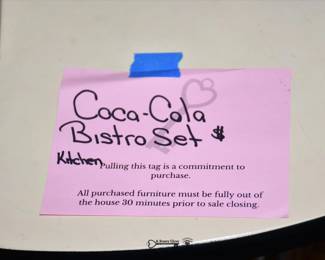 Coca-Cola
Bistro Set $
Kitchen
Pulling this tag is a commitment to
purchase.
All purchased furniture must be fully out of
the house 30 minutes prior to sale closing.